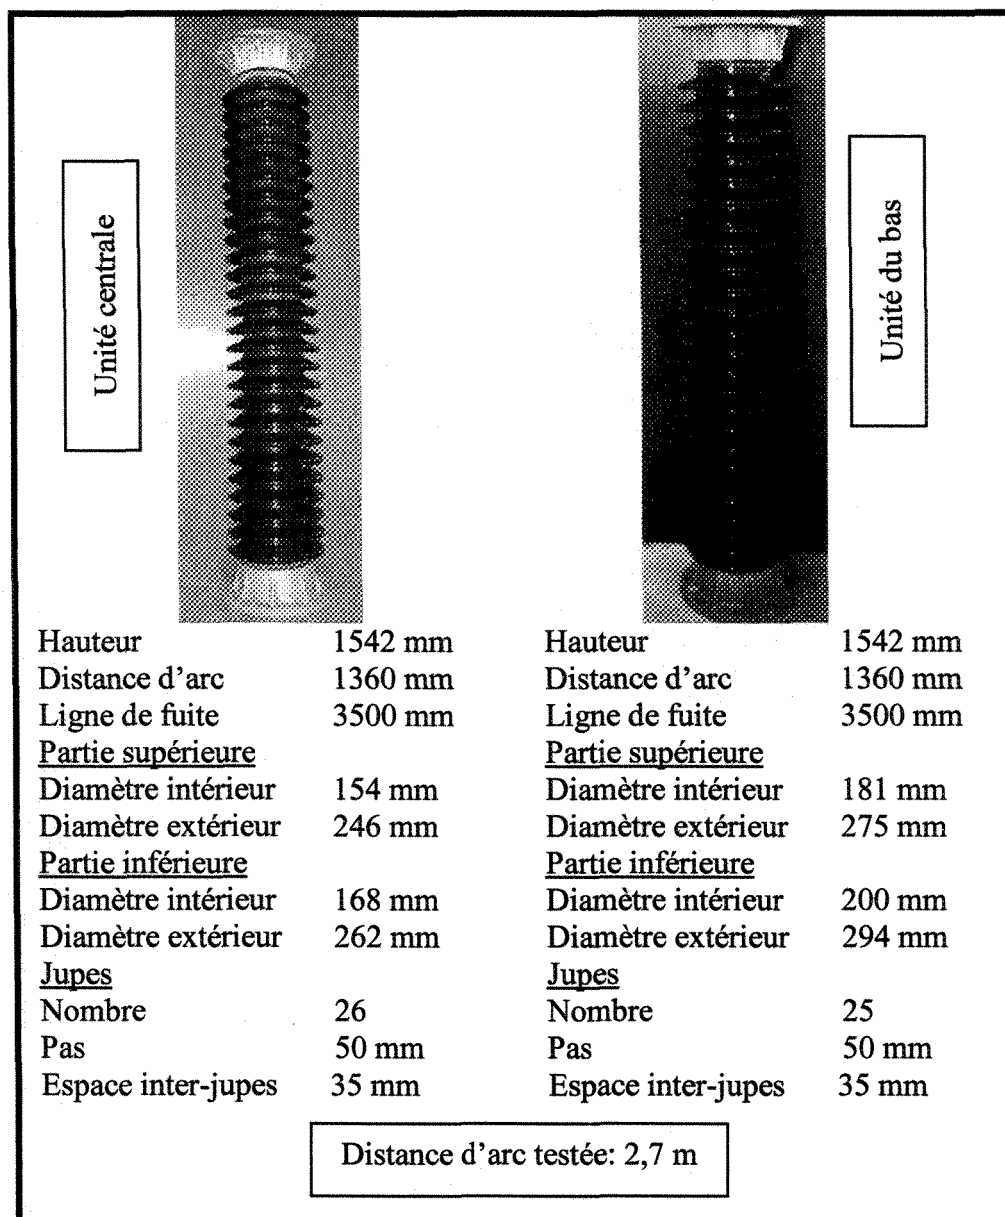 Unité centrale
Unité du bas
Hauteur 1542 mm Hauteur 1542 mm
Distance d'arc 1360 mm Distance d'arc 1360 mm
Ligne de fuite 3500 mm Ligne de fuite 3500 mm
Partie supérieure Partie supérieure
Diamètre intérieur 154 mm Diamètre intérieur 181 mm
Diamètre extérieur 246 mm Diamètre extérieur 275 mm
Partie inférieure Partie inférieure
Diamètre intérieur 168 mm Diamètre intérieur 200 mm
Diamètre extérieur 262 mm Diamètre extérieur 294 mm
Jupes Jupes
Nombre 26 Nombre 25
Pas 50 mm Pas 50 mm
Espace inter-jupes 35 mm Espace inter-jupes 35 mm
Distance d'arc testée: 2,7 m